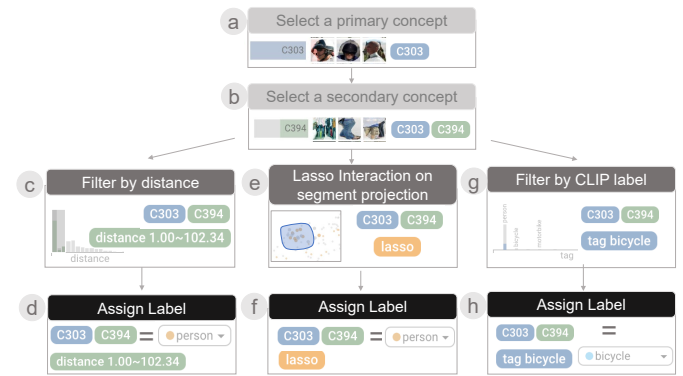 a
Select a primary concept
C303
C303
b
Select a secondary concept
C394
C303 C394
c
Filter by distance
C303 C394
distance 1.00~102.34
distance
d
Assign Label
C303 C394 = person
distance 1.00~102.34
e
Lasso Interaction on
segment projection
C303 C394
lasso
f
Assign Label
C303 C394 = person
lasso
g
Filter by CLIP label
person
bicycle
motorbike
C303 C394
tag bicycle
tag
h
Assign Label
C303 C394 =
tag bicycle bicycle